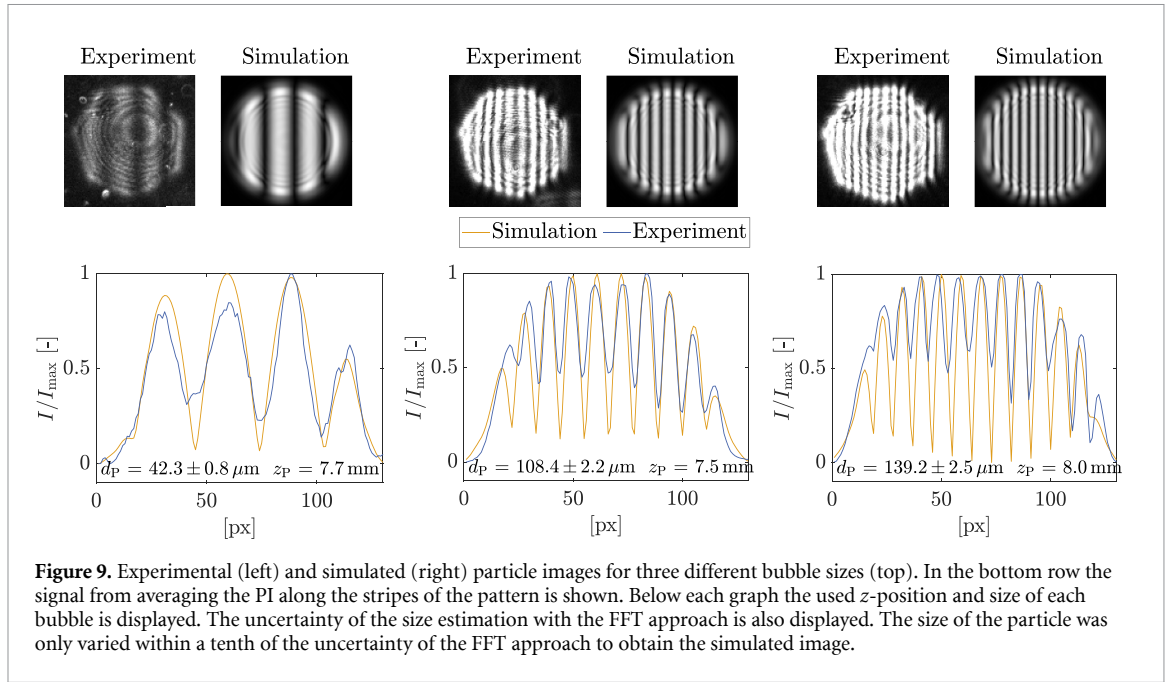 Experiment Simulation
Experiment Simulation
Experiment Simulation
Simulation Experiment
I/I_max [-]
1
0.5
0
d_P = 42.3 ± 0.8 μm z_P = 7.7 mm
0 50 100
[px]
I/I_max [-]
1
0.5
0
d_P = 108.4 ± 2.2 μm z_P = 7.5 mm
0 50 100
[px]
I/I_max [-]
1
0.5
0
d_P = 139.2 ± 2.5 μm z_P = 8.0 mm
0 50 100
[px]
Figure 9. Experimental (left) and simulated (right) particle images for three different bubble sizes (top). In the bottom row the
signal from averaging the PI along the stripes of the pattern is shown. Below each graph the used z-position and size of each
bubble is displayed. The uncertainty of the size estimation with the FFT approach is also displayed. The size of the particle was
only varied within a tenth of the uncertainty of the FFT approach to obtain the simulated image.